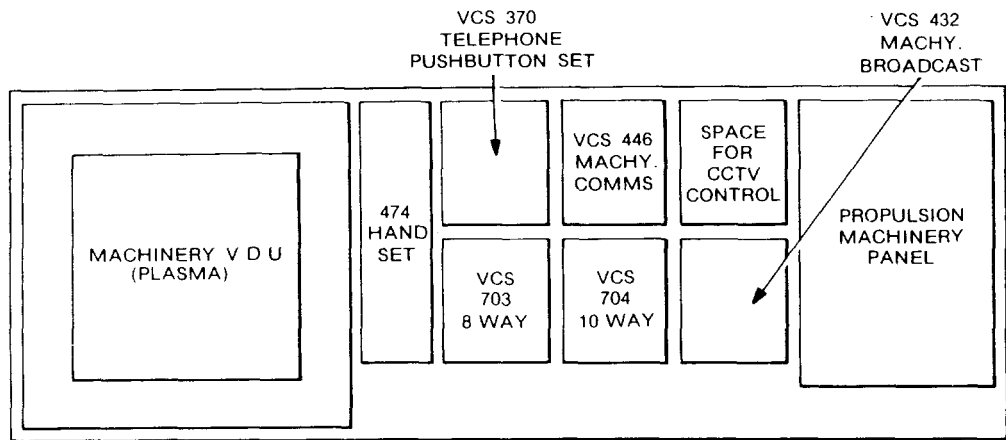 VCS 370
TELEPHONE
PUSHBUTTON SET
VCS 432
MACHY.
BROADCAST
MACHINERY V D U
(PLASMA)
474
HAND
SET
VCS 446
MACHY.
COMMS
SPACE
FOR
CCTV
CONTROL
VCS
703
8 WAY
VCS
704
10 WAY
PROPULSION
MACHINERY
PANEL